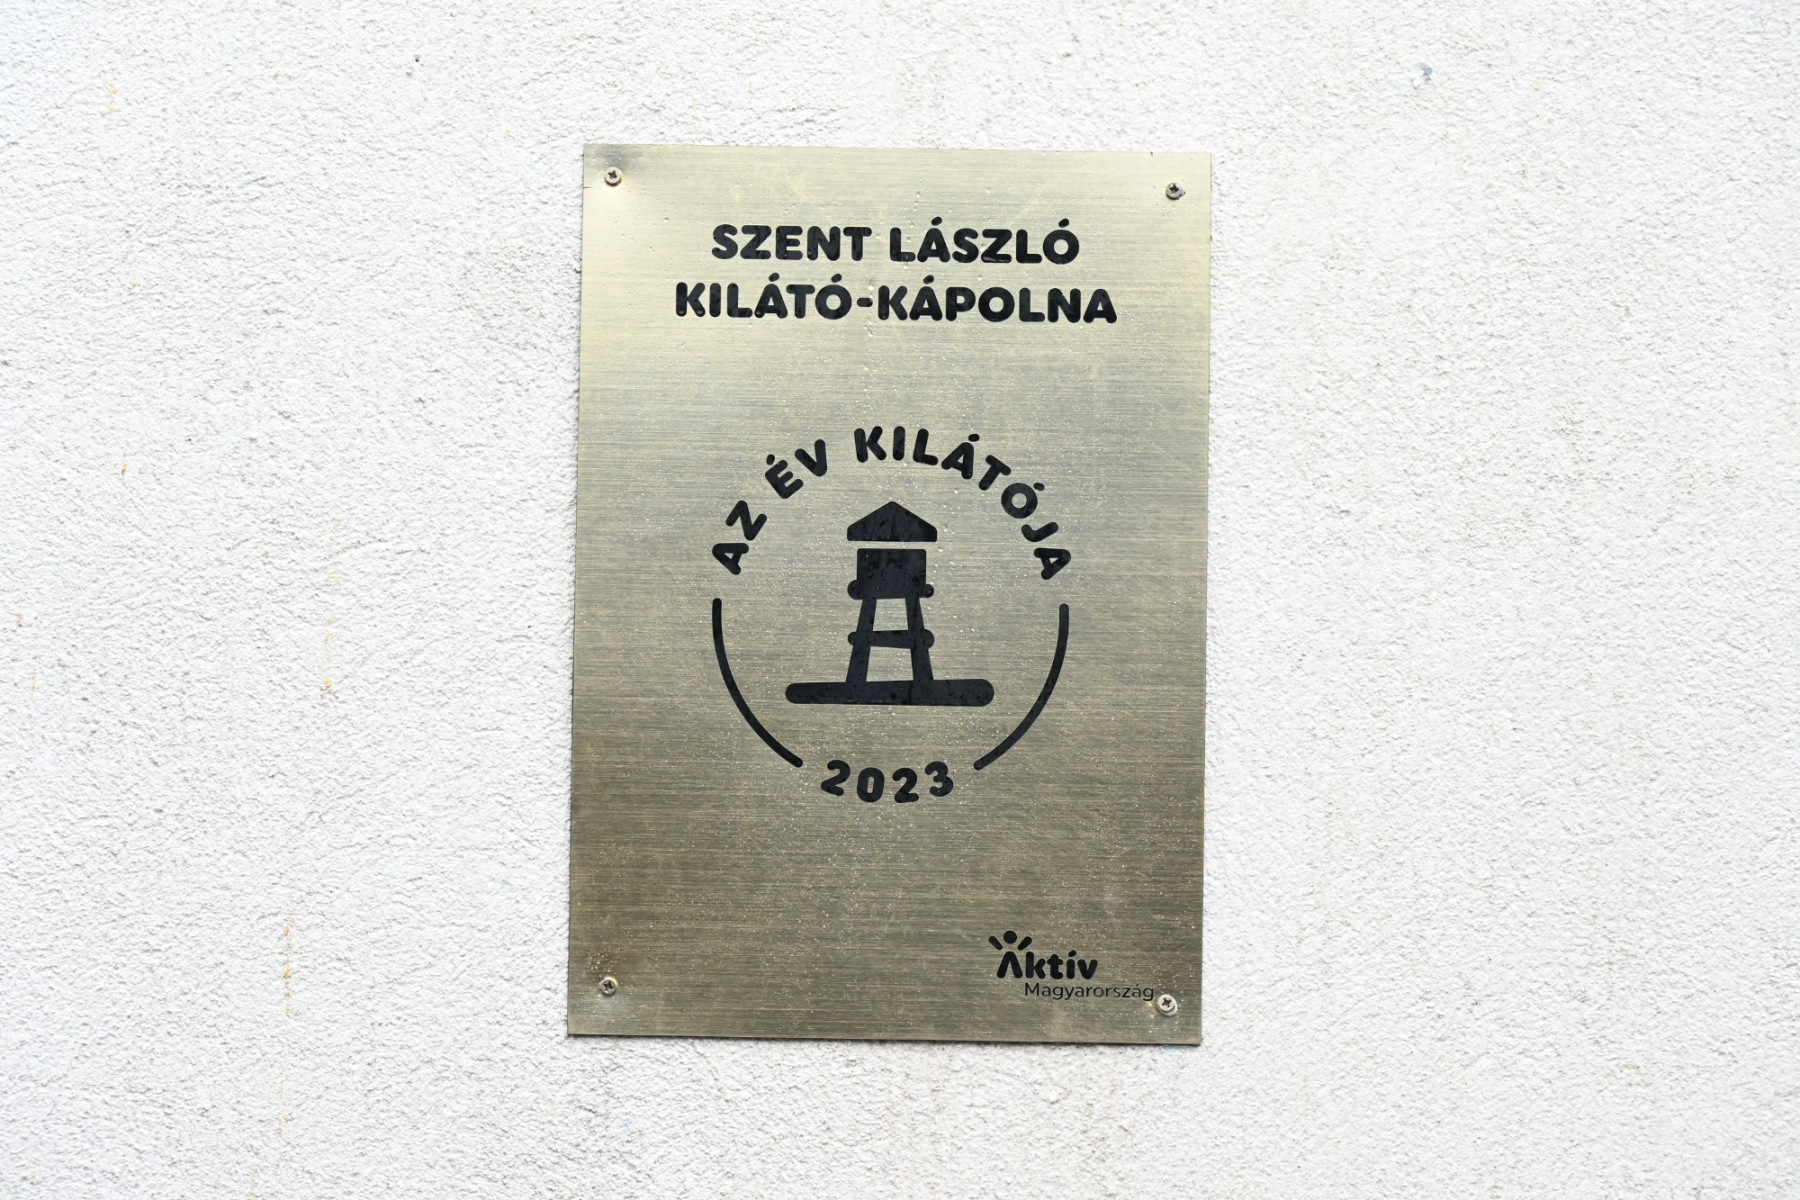 SZENT LÁSZLÓ
KILÁTÓ-KÁPOLNA
AZ ÉV KILÁTÓJA
2023
Aktív
Magyarország